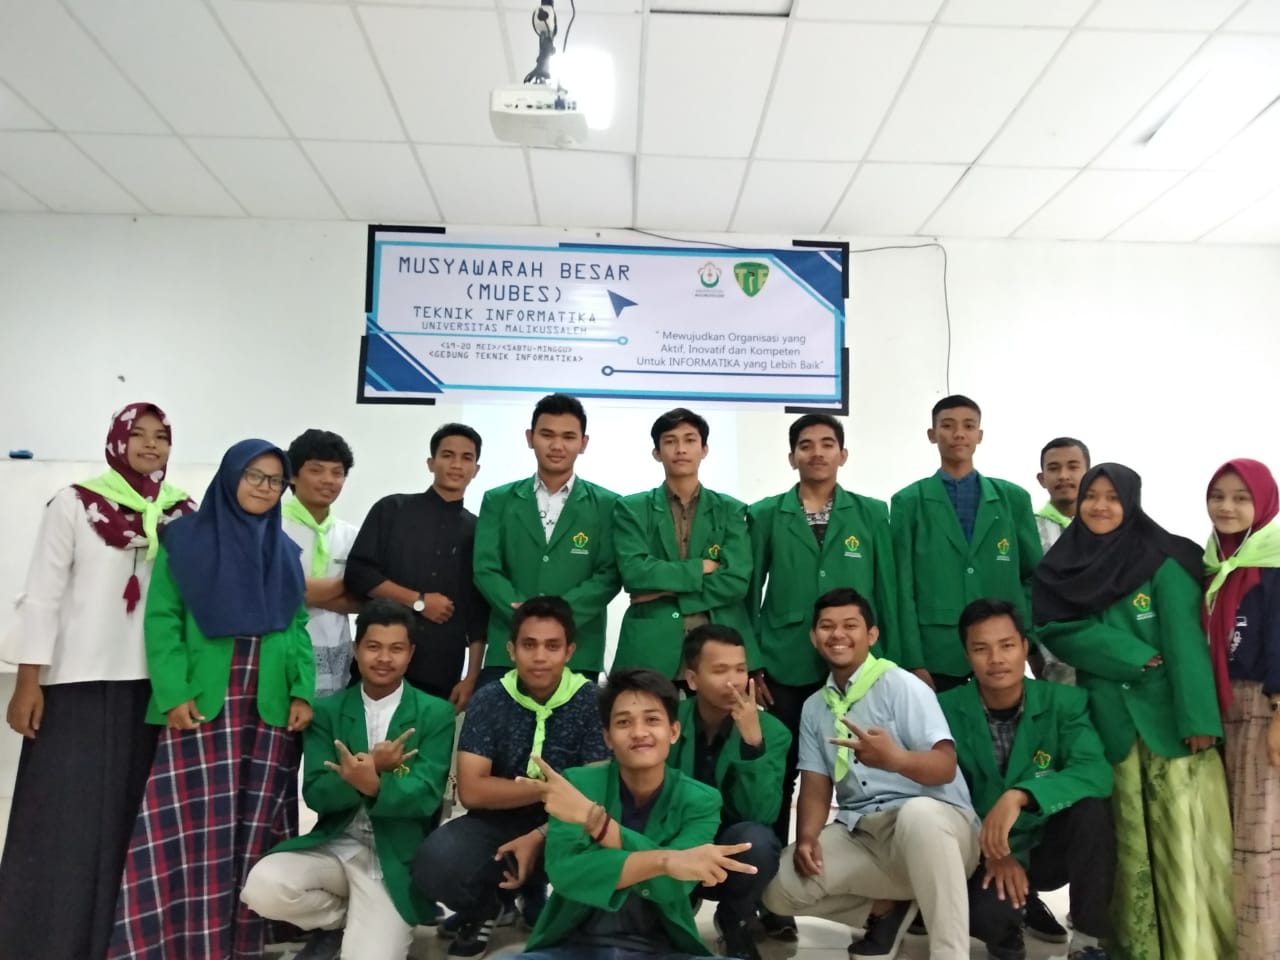 MUSYAWARAH BESAR
(MUBES)
TEKNIK INFORMATIKA
UNIVERSITAS MALIKUSSALEH
<19-20 MEI>/<SABTU-MINGGU>
<GEDUNG TEKNIK INFORMATIKA>
TIF
" Mewujudkan Organisasi yang
Aktif, Inovatif dan Kompeten
Untuk INFORMATIKA yang Lebih Baik"